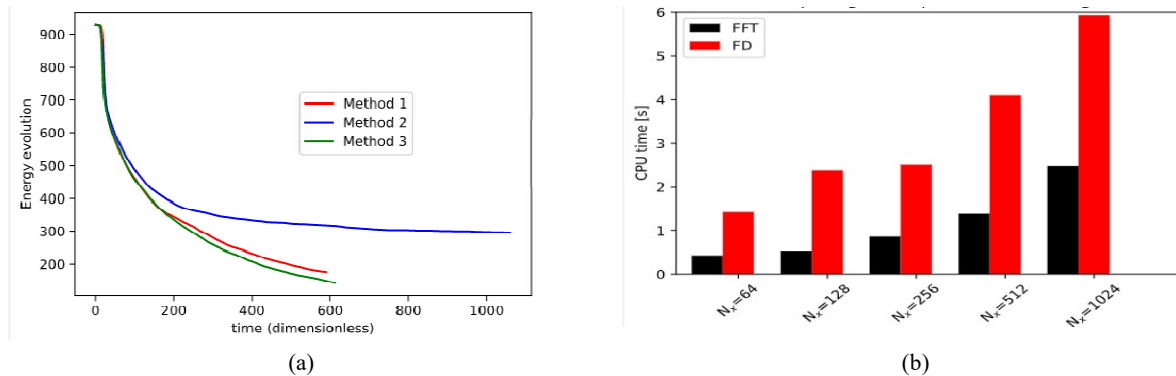 Energy evolution
900
800
700
600
500
400
300
200
0
200
400
600
800
1000
time (dimensionless)
Method 1
Method 2
Method 3
(a)
CPU time [s]
6
5
4
3
2
1
0
FFT
FD
Nₓ=64
Nₓ=128
Nₓ=256
Nₓ=512
Nₓ=1024
(b)